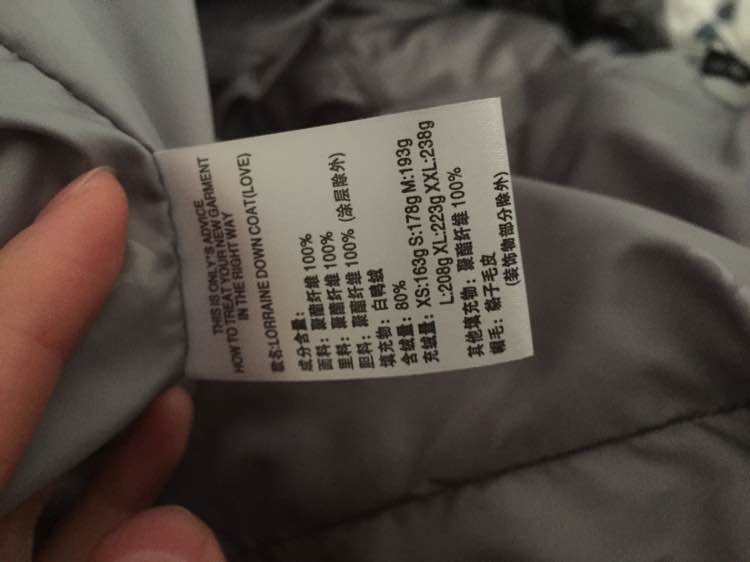 THIS IS ONLY'S ADVICE
HOW TO TREAT YOUR NEW GARMENT
IN THE RIGHT WAY
款名:LORRAINE DOWN COAT(LOVE)
成分含量:
面料: 聚酯纤维 100%
里料: 聚酯纤维 100%
胆料: 聚酯纤维 100% (涂层除外)
填充物: 白鸭绒
含绒量: 80%
充绒量: XS:163g S:178g M:193g
L:208g XL:223g XXL:238g
其他填充物: 聚酯纤维 100%
帽毛: 貉子毛皮
(装饰物部分除外)